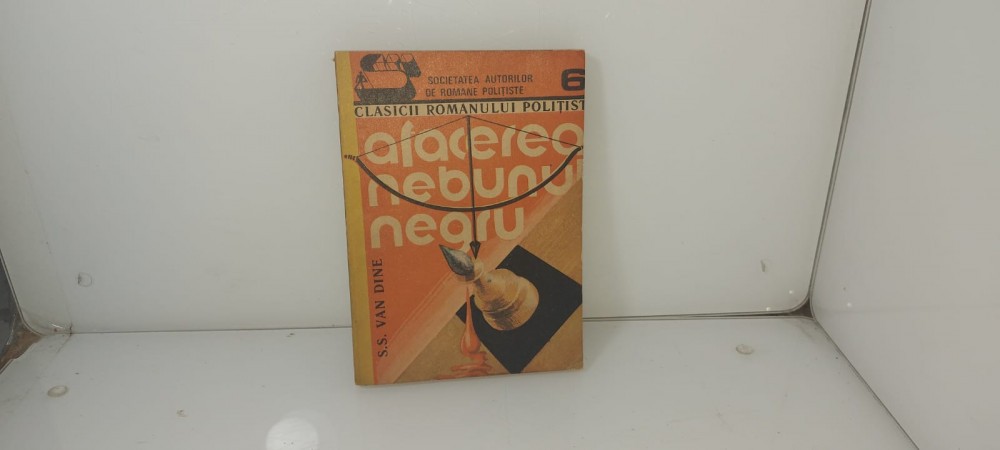 SOCIETATEA AUTORILOR
DE ROMANE POLIȚISTE
6
CLASICII ROMANULUI POLIȚIST
afacerea
nebunului
negru
S.S. VAN DINE